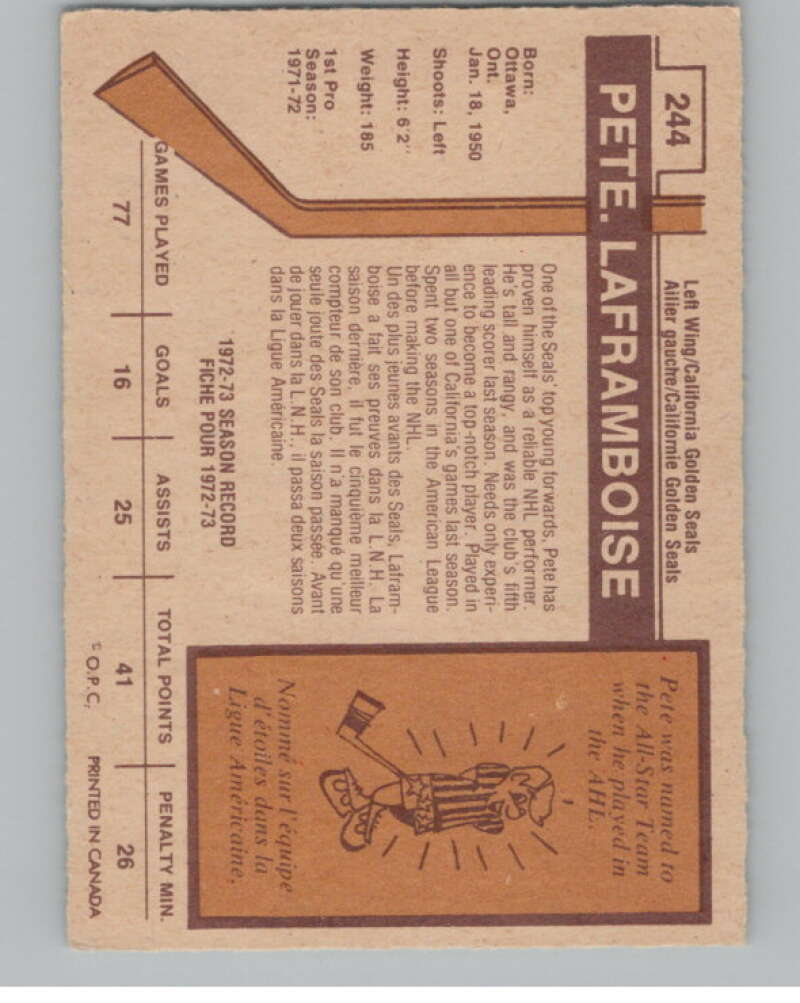 244
Left Wing/California Golden Seals
Ailier gauche/Californie Golden Seals
PETE. LAFRAMBOISE
Born:
Ottawa,
Ont.
Jan. 18, 1950
Shoots: Left
Height: 6'2''
Weight: 185
1st Pro
Season:
1971-72
One of the Seals' top young forwards, Pete has
proven himself as a reliable NHL performer.
He's tall and rangy, and was the club's fifth
leading scorer last season. Needs only experi-
ence to become a top-notch player. Played in
all but one of California's games last season.
Spent two seasons in the American League
before making the NHL.
Un des plus jeunes avants des Seals, Lafram-
boise a fait ses preuves dans la L.N.H. La
saison dernière, il fut le cinquième meilleur
compteur de son club. Il n'a manqué qu'une
seule joute des Seals la saison passée. Avant
de jouer dans la L.N.H., il passa deux saisons
dans la Ligue Américaine.
Pete was named to
the All-Star Team
when he played in
the AHL.
Nommé sur l'équipe
d'étoiles dans la
Ligue Américaine.
1972-73 SEASON RECORD
FICHE POUR 1972-73
GAMES PLAYED GOALS ASSISTS TOTAL POINTS PENALTY MIN.
77 16 25 41 26
© O.P.C, PRINTED IN CANADA